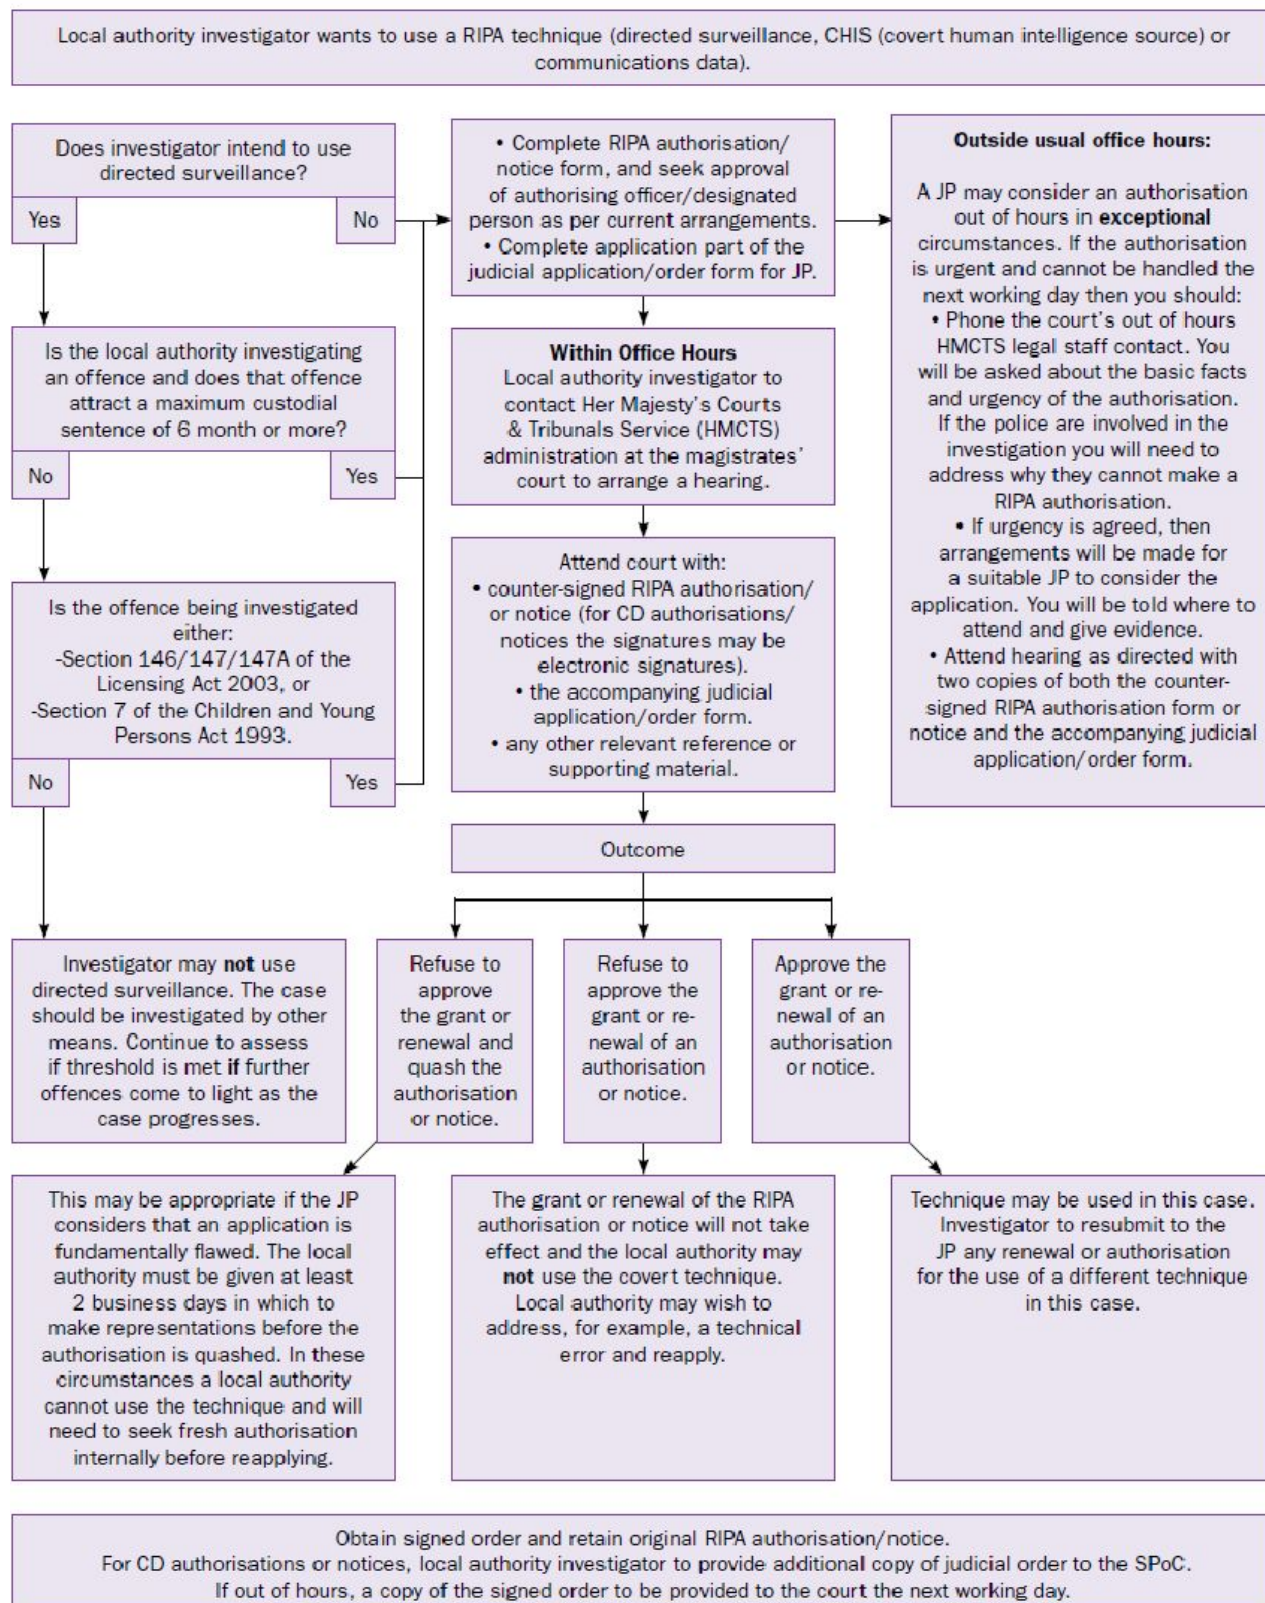 Local authority investigator wants to use a RIPA technique (directed surveillance, CHIS (covert human intelligence source) or
communications data).
Does investigator intend to use
directed surveillance?
Yes
No
Is the local authority investigating
an offence and does that offence
attract a maximum custodial
sentence of 6 month or more?
No
Yes
Is the offence being investigated
either:
-Section 146/147/147A of the
Licensing Act 2003, or
-Section 7 of the Children and Young
Persons Act 1993.
No
Yes
• Complete RIPA authorisation/
notice form, and seek approval
of authorising officer/designated
person as per current arrangements.
• Complete application part of the
judicial application/order form for JP.
Within Office Hours
Local authority investigator to
contact Her Majesty's Courts
& Tribunals Service (HMCTS)
administration at the magistrates'
court to arrange a hearing.
Attend court with:
• counter-signed RIPA authorisation/
or notice (for CD authorisations/
notices the signatures may be
electronic signatures).
• the accompanying judicial
application/order form.
• any other relevant reference or
supporting material.
Outcome
Outside usual office hours:
A JP may consider an authorisation
out of hours in exceptional
circumstances. If the authorisation
is urgent and cannot be handled the
next working day then you should:
• Phone the court's out of hours
HMCTS legal staff contact. You
will be asked about the basic facts
and urgency of the authorisation.
If the police are involved in the
investigation you will need to
address why they cannot make a
RIPA authorisation.
• If urgency is agreed, then
arrangements will be made for
a suitable JP to consider the
application. You will be told where to
attend and give evidence.
• Attend hearing as directed with
two copies of both the counter-
signed RIPA authorisation form or
notice and the accompanying judicial
application/order form.
Investigator may not use
directed surveillance. The case
should be investigated by other
means. Continue to assess
if threshold is met if further
offences come to light as the
case progresses.
Refuse to
approve
the grant or
renewal and
quash the
authorisation
or notice.
Refuse to
approve the
grant or re-
newal of an
authorisation
or notice.
Approve the
grant or re-
newal of an
authorisation
or notice.
This may be appropriate if the JP
considers that an application is
fundamentally flawed. The local
authority must be given at least
2 business days in which to
make representations before the
authorisation is quashed. In these
circumstances a local authority
cannot use the technique and will
need to seek fresh authorisation
internally before reapplying.
The grant or renewal of the RIPA
authorisation or notice will not take
effect and the local authority may
not use the covert technique.
Local authority may wish to
address, for example, a technical
error and reapply.
Technique may be used in this case.
Investigator to resubmit to the
JP any renewal or authorisation
for the use of a different technique
in this case.
Obtain signed order and retain original RIPA authorisation/notice.
For CD authorisations or notices, local authority investigator to provide additional copy of judicial order to the SPoC.
If out of hours, a copy of the signed order to be provided to the court the next working day.